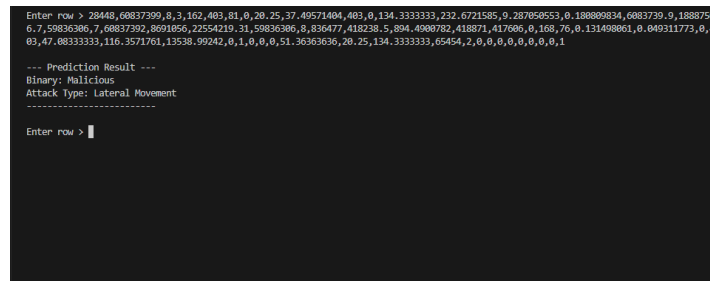 Enter row > 28448,60837399,8,3,162,403,81,0,20.25,37.49571404,403,0,134.3333333,232.6721585,9.287050553,0.180809834,6083739.9,188875
6.7,59836306,7,60837392,8691056,22554219.31,59836306,8,836477,418238.5,894.4900782,418871,417606,0,168,76,0.131498061,0.049311773,0,
03,47.08333333,116.3571761,13538.99242,0,1,0,0,0,51.36363636,20.25,134.3333333,65454,2,0,0,0,0,0,0,0,1
--- Prediction Result ---
Binary: Malicious
Attack Type: Lateral Movement
-------------------------
Enter row >